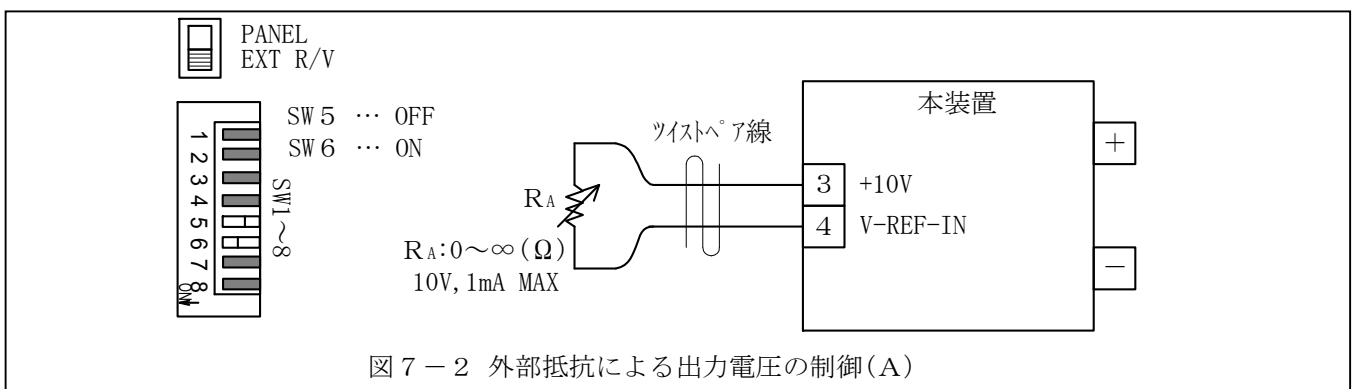 PANEL
EXT R/V
SW5 … OFF
SW6 … ON
1
2
3
4
5
6
7
8
ON
SW1～8
RA
RA:0～∞(Ω)
10V,1mA MAX
ﾂｲｽﾄﾍﾟｱ線
本装置
3 +10V
4 V-REF-IN
＋
－
図７－２ 外部抵抗による出力電圧の制御(A)